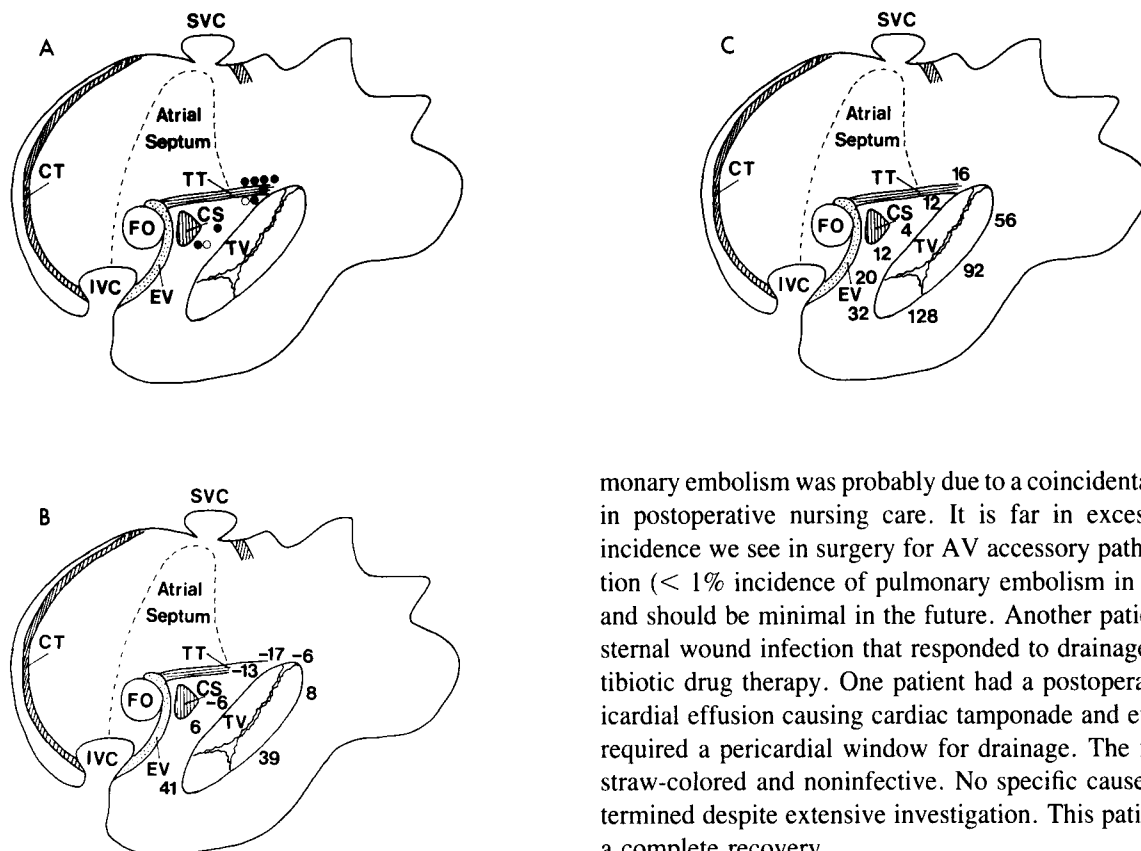 A
SVC
Atrial
Septum
CT
TT
FO
CS
TV
IVC
EV
C
SVC
Atrial
Septum
CT
TT
16
CS
12
4
56
FO
TV
12
92
IVC
20
EV
32
128
B
SVC
Atrial
Septum
CT
TT
-17 -6
-13
CS
-6
8
FO
TV
6
IVC
39
EV
41
monary embolism was probably due to a coincidenta
in postoperative nursing care. It is far in exces
incidence we see in surgery for AV accessory path
tion (< 1% incidence of pulmonary embolism in
and should be minimal in the future. Another pati
sternal wound infection that responded to drainage
tibiotic drug therapy. One patient had a postopera
icardial effusion causing cardiac tamponade and e
required a pericardial window for drainage. The
straw-colored and noninfective. No specific cause
termined despite extensive investigation. This pati
a complete recovery.